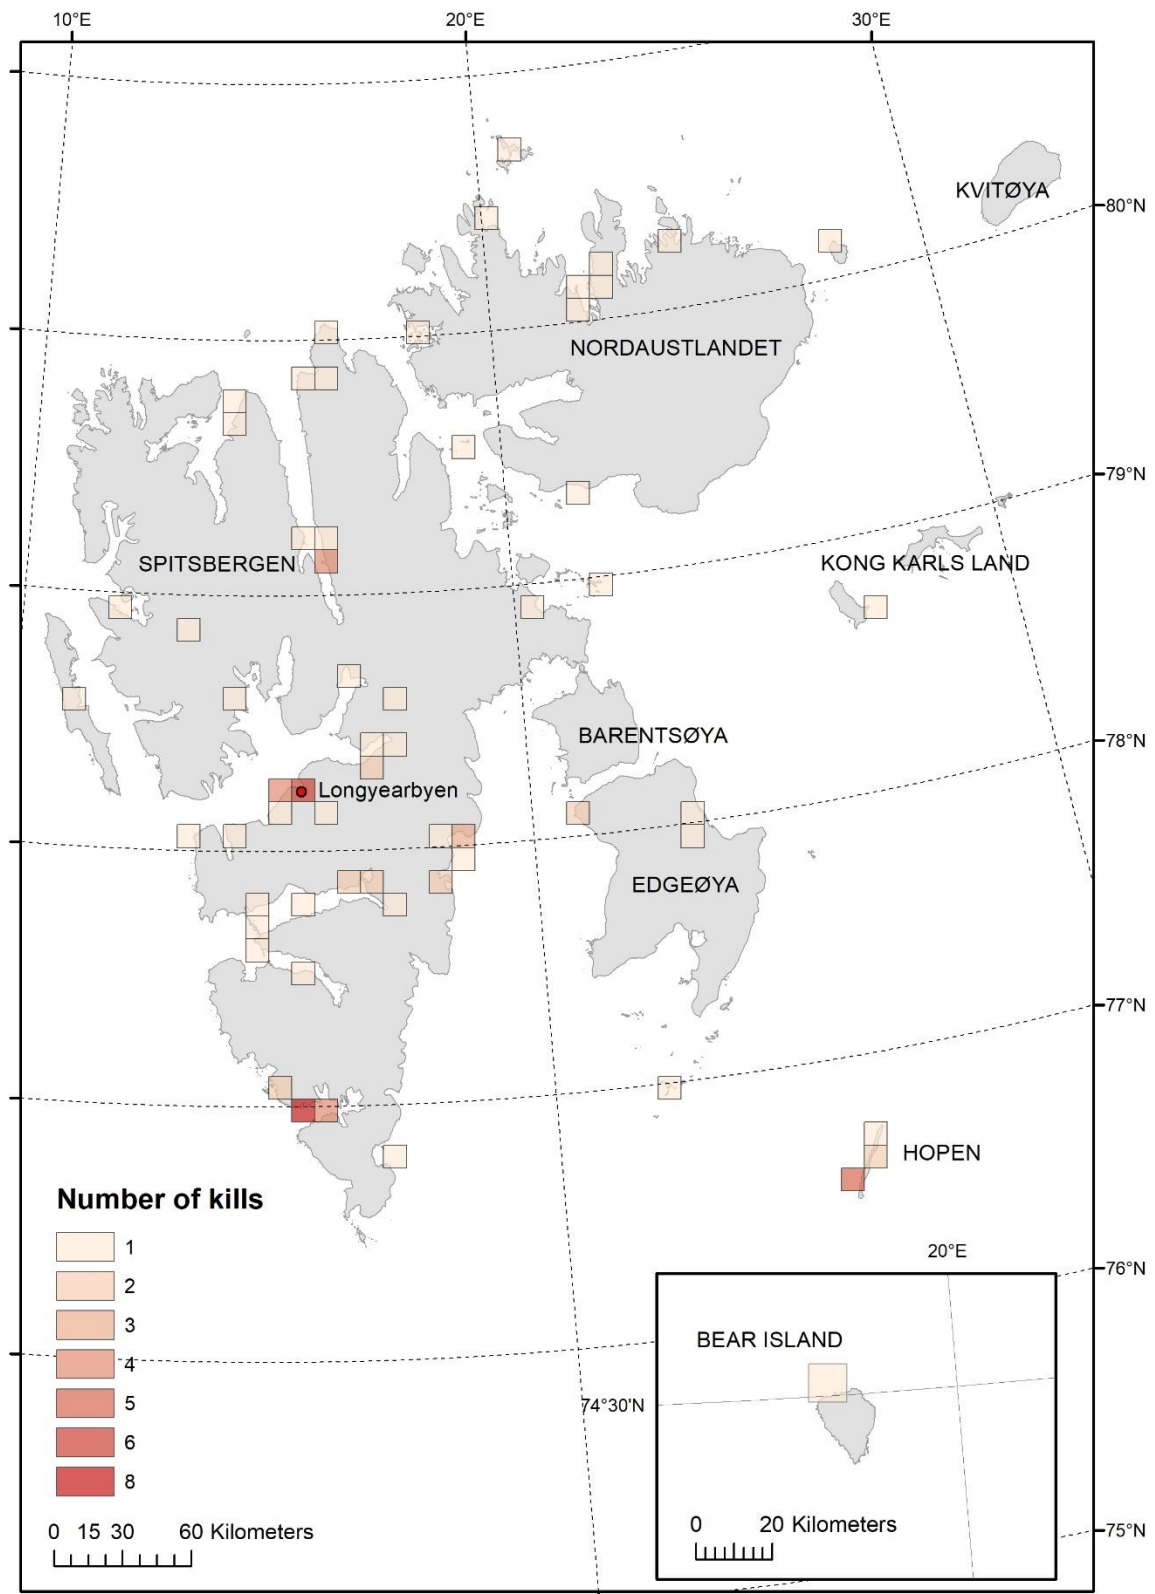 10°E
20°E
30°E
KVITØYA
80°N
NORDAUSTLANDET
79°N
SPITSBERGEN
KONG KARLS LAND
BARENTSØYA
78°N
Longyearbyen
EDGEØYA
77°N
HOPEN
Number of kills
1
2
3
4
5
6
8
0 15 30 60 Kilometers
76°N
20°E
BEAR ISLAND
74°30'N
0 20 Kilometers
75°N